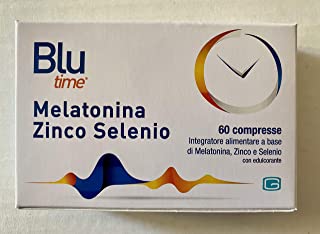 Blu
time®
Melatonina
Zinco Selenio
60 compresse
Integratore alimentare a base
di Melatonina, Zinco e Selenio
con edulcorante